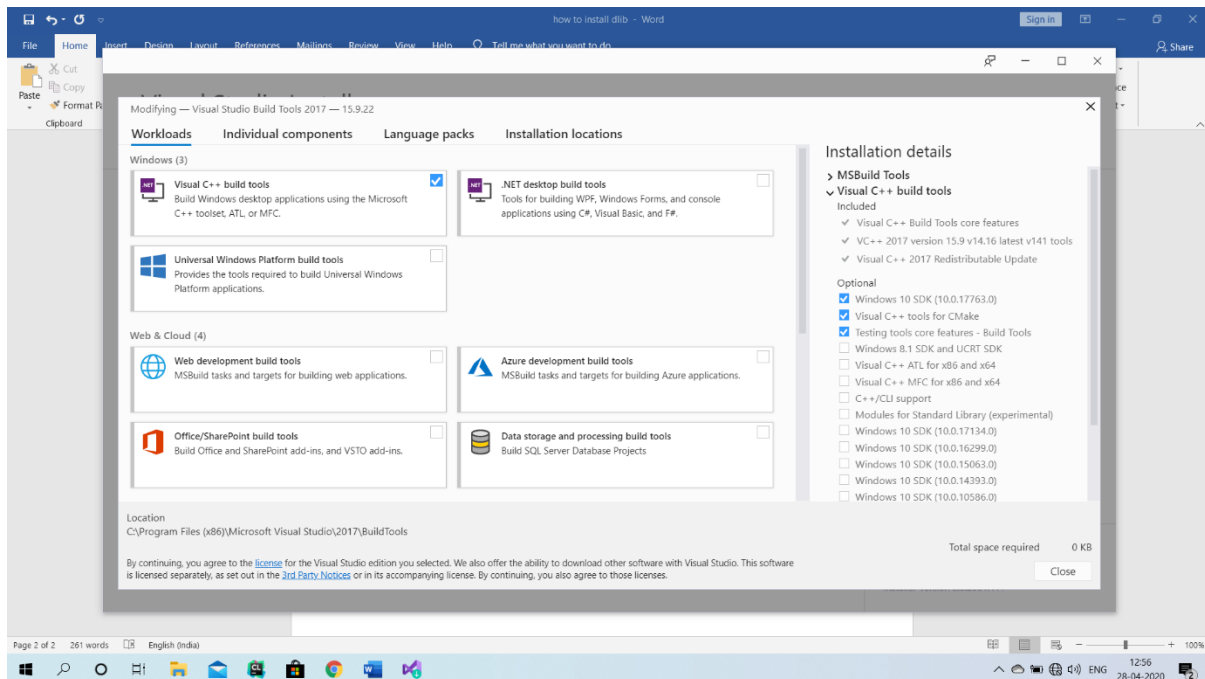 how to install dlib - Word
Sign in
File Home Insert Design Layout References Mailings Review View Help Tell me what you want to do Share
Cut
Copy
Paste
Format Pa
Clipboard
Modifying — Visual Studio Build Tools 2017 — 15.9.22
Workloads Individual components Language packs Installation locations
Windows (3)
.NET
Visual C++ build tools
Build Windows desktop applications using the Microsoft
C++ toolset, ATL, or MFC.
.NET
.NET desktop build tools
Tools for building WPF, Windows Forms, and console
applications using C#, Visual Basic, and F#.
Universal Windows Platform build tools
Provides the tools required to build Universal Windows
Platform applications.
Web & Cloud (4)
Web development build tools
MSBuild tasks and targets for building web applications.
Azure development build tools
MSBuild tasks and targets for building Azure applications.
Office/SharePoint build tools
Build Office and SharePoint add-ins, and VSTO add-ins.
Data storage and processing build tools
Build SQL Server Database Projects
Installation details
MSBuild Tools
Visual C++ build tools
Included
Visual C++ Build Tools core features
VC++ 2017 version 15.9 v14.16 latest v141 tools
Visual C++ 2017 Redistributable Update
Optional
Windows 10 SDK (10.0.17763.0)
Visual C++ tools for CMake
Testing tools core features - Build Tools
Windows 8.1 SDK and UCRT SDK
Visual C++ ATL for x86 and x64
Visual C++ MFC for x86 and x64
C++/CLI support
Modules for Standard Library (experimental)
Windows 10 SDK (10.0.17134.0)
Windows 10 SDK (10.0.16299.0)
Windows 10 SDK (10.0.15063.0)
Windows 10 SDK (10.0.14393.0)
Windows 10 SDK (10.0.10586.0)
Location
C:\Program Files (x86)\Microsoft Visual Studio\2017\BuildTools
Total space required 0 KB
By continuing, you agree to the license for the Visual Studio edition you selected. We also offer the ability to download other software with Visual Studio. This software
is licensed separately, as set out in the 3rd Party Notices or in its accompanying license. By continuing, you also agree to those licenses.
Close
Page 2 of 2 261 words English (India)
100%
ENG
12:56
28-04-2020